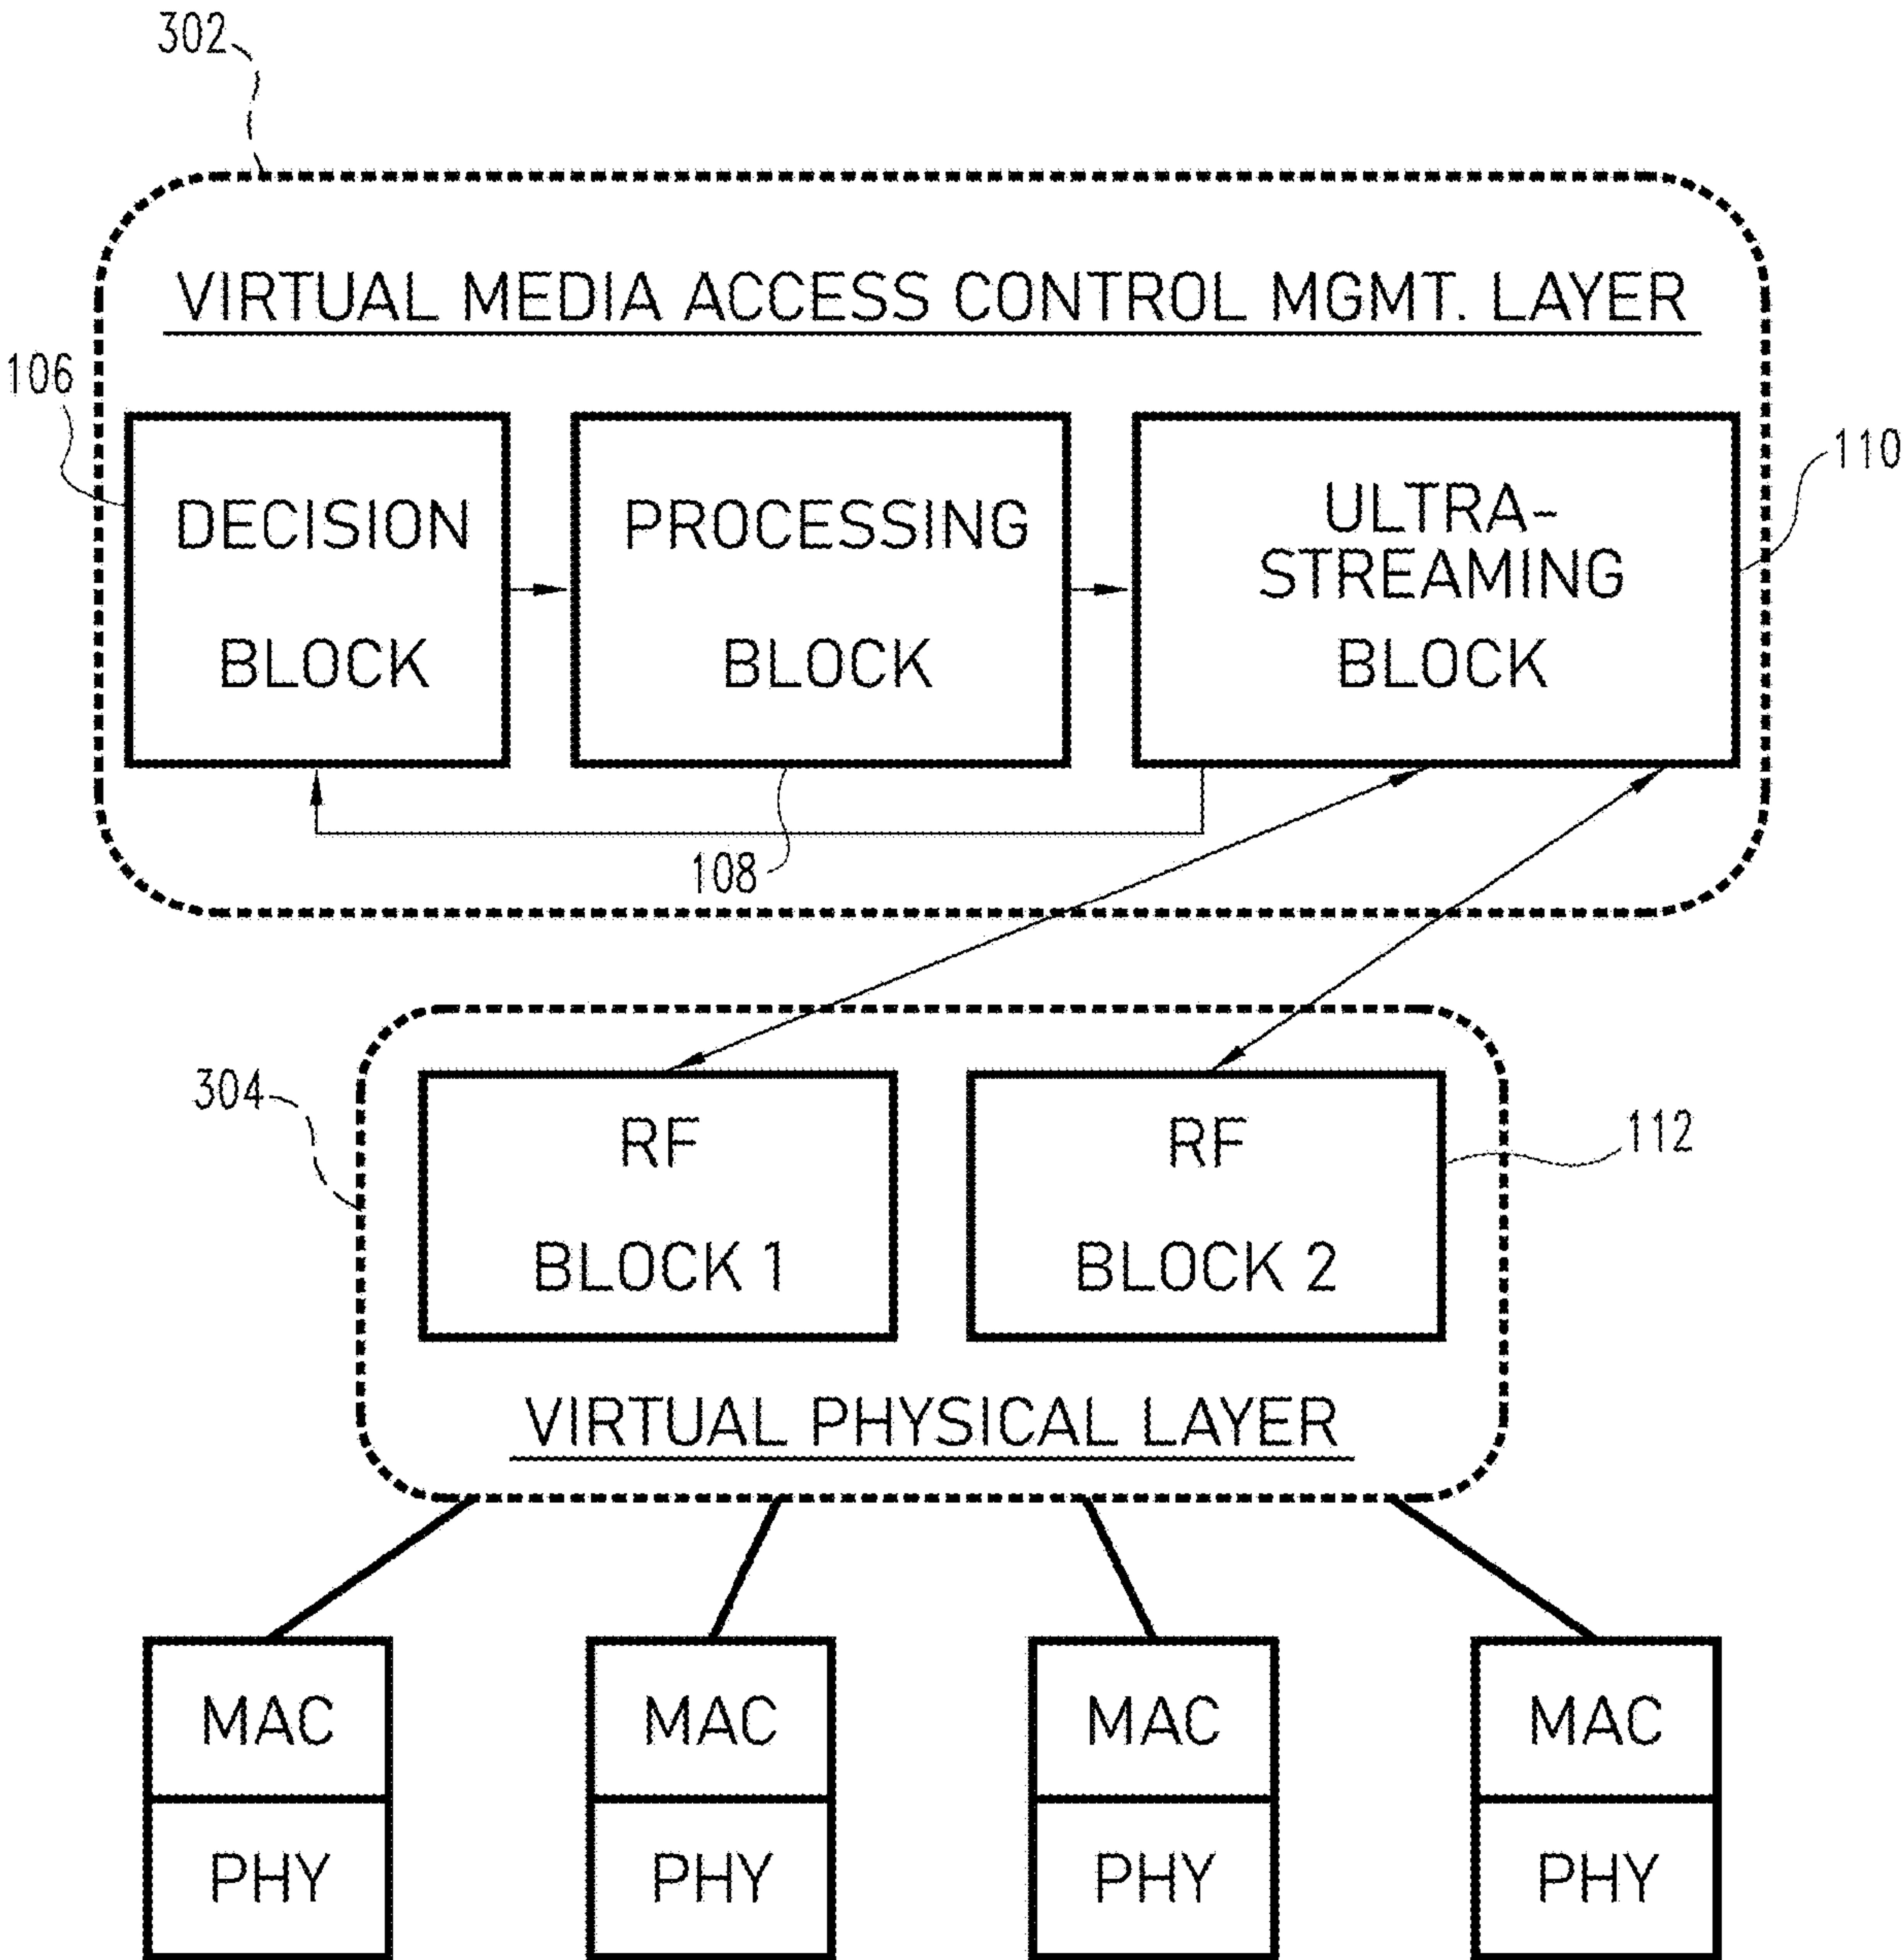 302
VIRTUAL MEDIA ACCESS CONTROL MGMT. LAYER
106
DECISION
BLOCK
PROCESSING
BLOCK
ULTRA-
STREAMING
BLOCK
110
108
304
RF
BLOCK 1
RF
BLOCK 2
112
VIRTUAL PHYSICAL LAYER
MAC
PHY
MAC
PHY
MAC
PHY
MAC
PHY